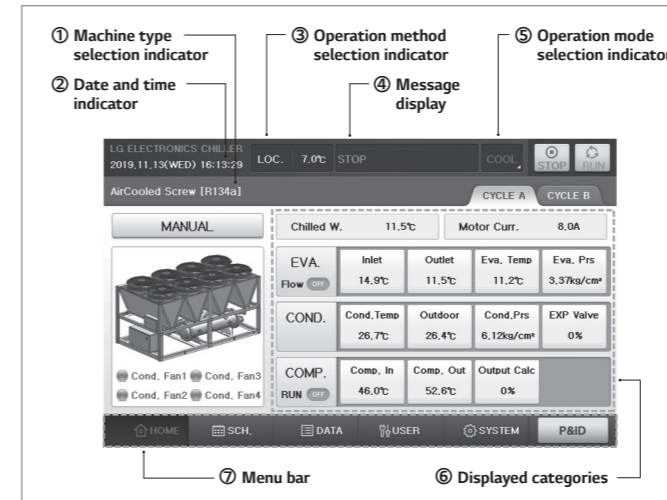 ① Machine type
selection indicator
② Date and time
indicator
③ Operation method
selection indicator
④ Message
display
⑤ Operation mode
selection indicator
LG ELECTRONICS CHILLER
2019.11.13(WED) 16:13:29
LOC. 7.0℃ STOP COOL
STOP RUN
AirCooled Screw [R134a]
CYCLE A CYCLE B
MANUAL
Chilled W. 11.5℃ Motor Curr. 8.0A
EVA.
Flow OFF
Inlet Outlet Eva. Temp Eva. Prs
14.9℃ 11.5℃ 11.2℃ 3.37kg/cm²
COND.
Cond.Temp Outdoor Cond.Prs EXP Valve
26.7℃ 26.4℃ 6.12kg/cm² 0%
COMP.
RUN OFF
Comp. In Comp. Out Output Calc
46.0℃ 52.6℃ 0%
Cond. Fan1 Cond. Fan3
Cond. Fan2 Cond. Fan4
HOME SCH. DATA USER SYSTEM P&ID
⑦ Menu bar
⑥ Displayed categories